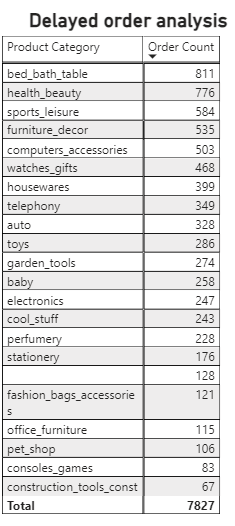 Delayed order analysis
Product Category Order Count
bed_bath_table 811
health_beauty 776
sports_leisure 584
furniture_decor 535
computers_accessories 503
watches_gifts 468
housewares 399
telephony 349
auto 328
toys 286
garden_tools 274
baby 258
electronics 247
cool_stuff 243
perfumery 228
stationery 176
128
fashion_bags_accessorie 121
s
office_furniture 115
pet_shop 106
consoles_games 83
construction_tools_const 67
Total 7827